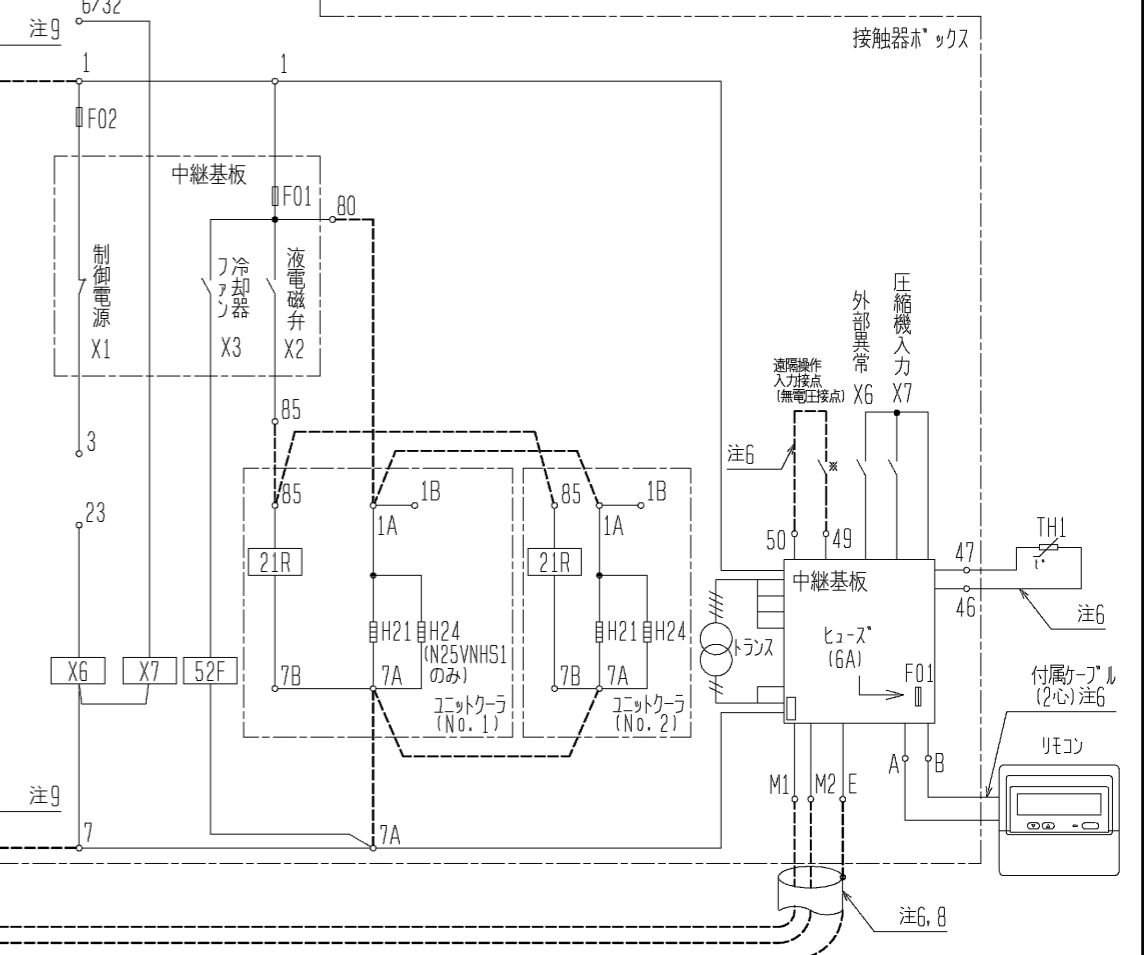 6/32
注9
接触器ボックス
1
1
F02
中継基板
F01
80
制御電源
X1
冷却器
ファン
X3
液電磁弁
X2
外部異常
X6
圧縮機入力
X7
遠隔操作
入力接点
(無電圧接点)
注6
※
85
3
23
85
1B
1A
85
1B
1A
50
49
47
TH1
t°
46
注6
21R
21R
中継基板
トランス
ヒューズ
(6A)
F01
H21
H24
(N25VNHS1
のみ)
H21
H24
X6
X7
52F
7B
7A
7B
7A
ユニットクーラ
(No.1)
ユニットクーラ
(No.2)
付属ケーブル
(2心)注6
リモコン
A
B
M1
M2
E
注9
7
7A
注6,8